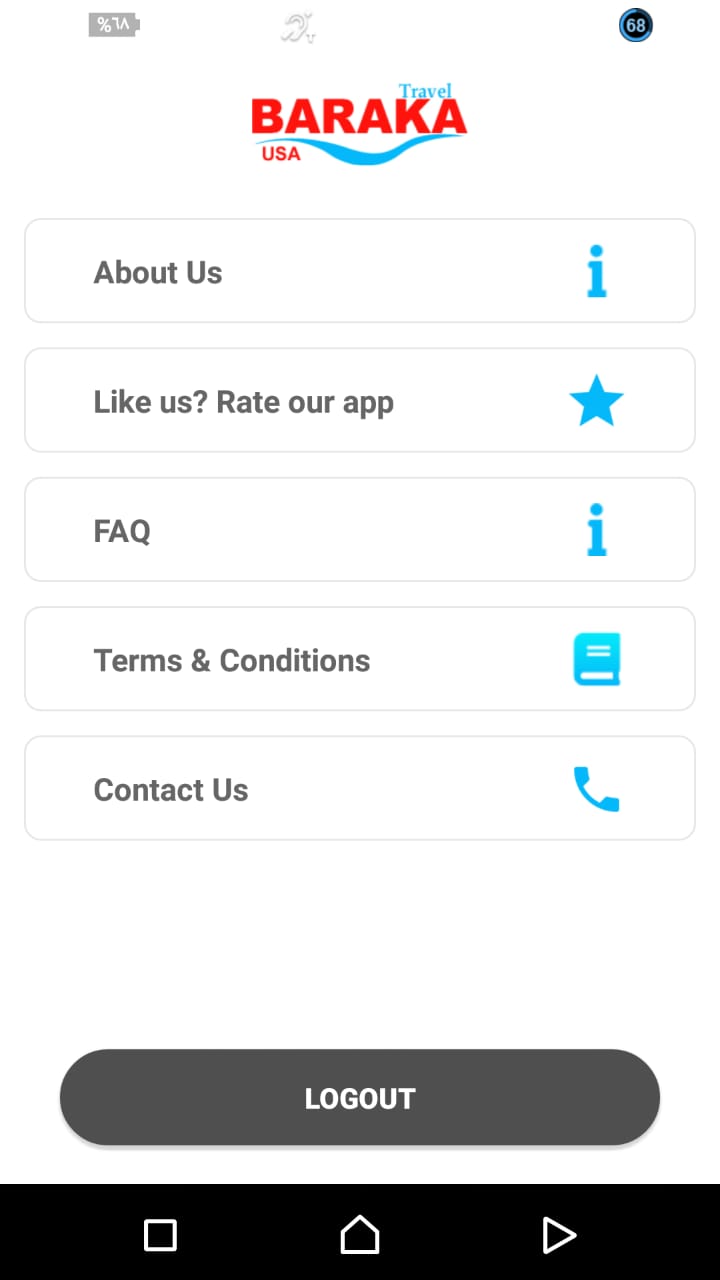 %٦٨
68
Travel
BARAKA
USA
About Us
Like us? Rate our app
FAQ
Terms & Conditions
Contact Us
LOGOUT